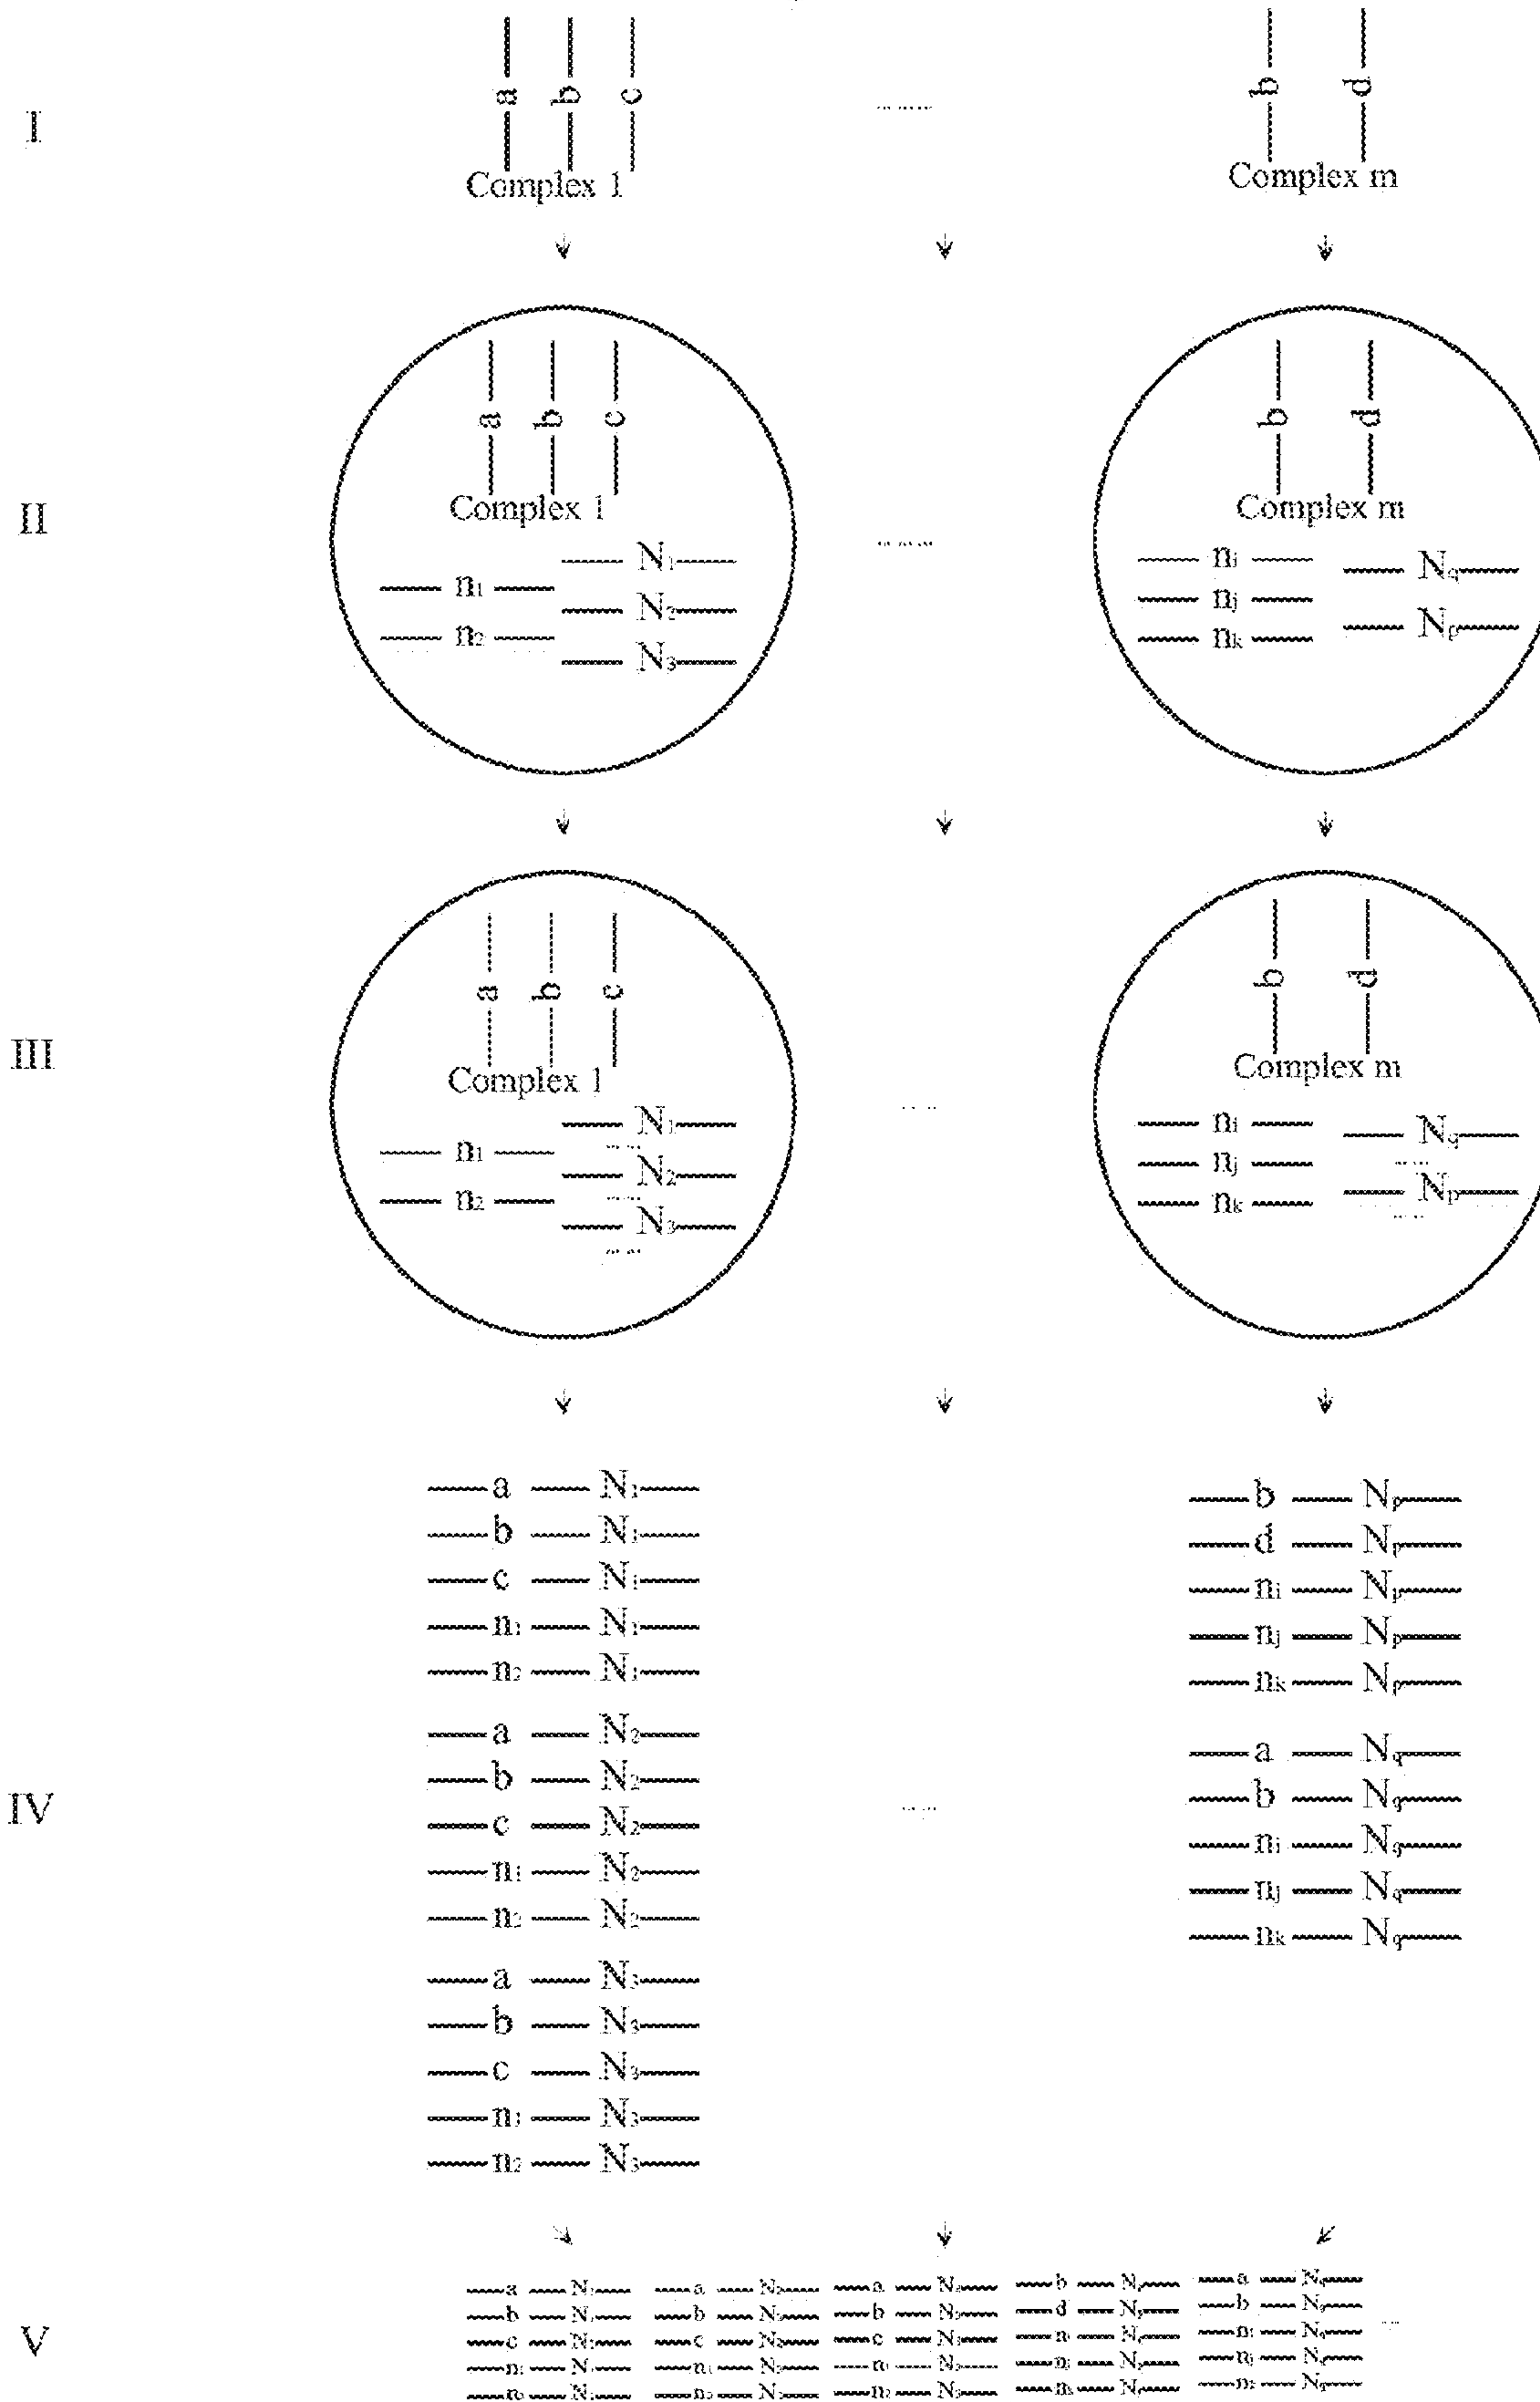 I
a b c b d
Complex 1 Complex m
II
a b c b d
Complex 1 Complex m
n1 N1 ni Nq
n2 N2 nj Np
N3 nk
III
a b c b d
Complex 1 Complex m
n1 N1 ni Nq
n2 N2 nj Np
N3 nk
IV
a N1 b Np
b N1 d Np
c N1 ni Np
n1 N1 nj Np
n2 N1 nk Np
a N2 a Nq
b N2 b Nq
c N2 ni Nq
n1 N2 nj Nq
n2 N2 nk Nq
a N3
b N3
c N3
n1 N3
n2 N3
V
a N1 a a b a
b b b d b
c c c